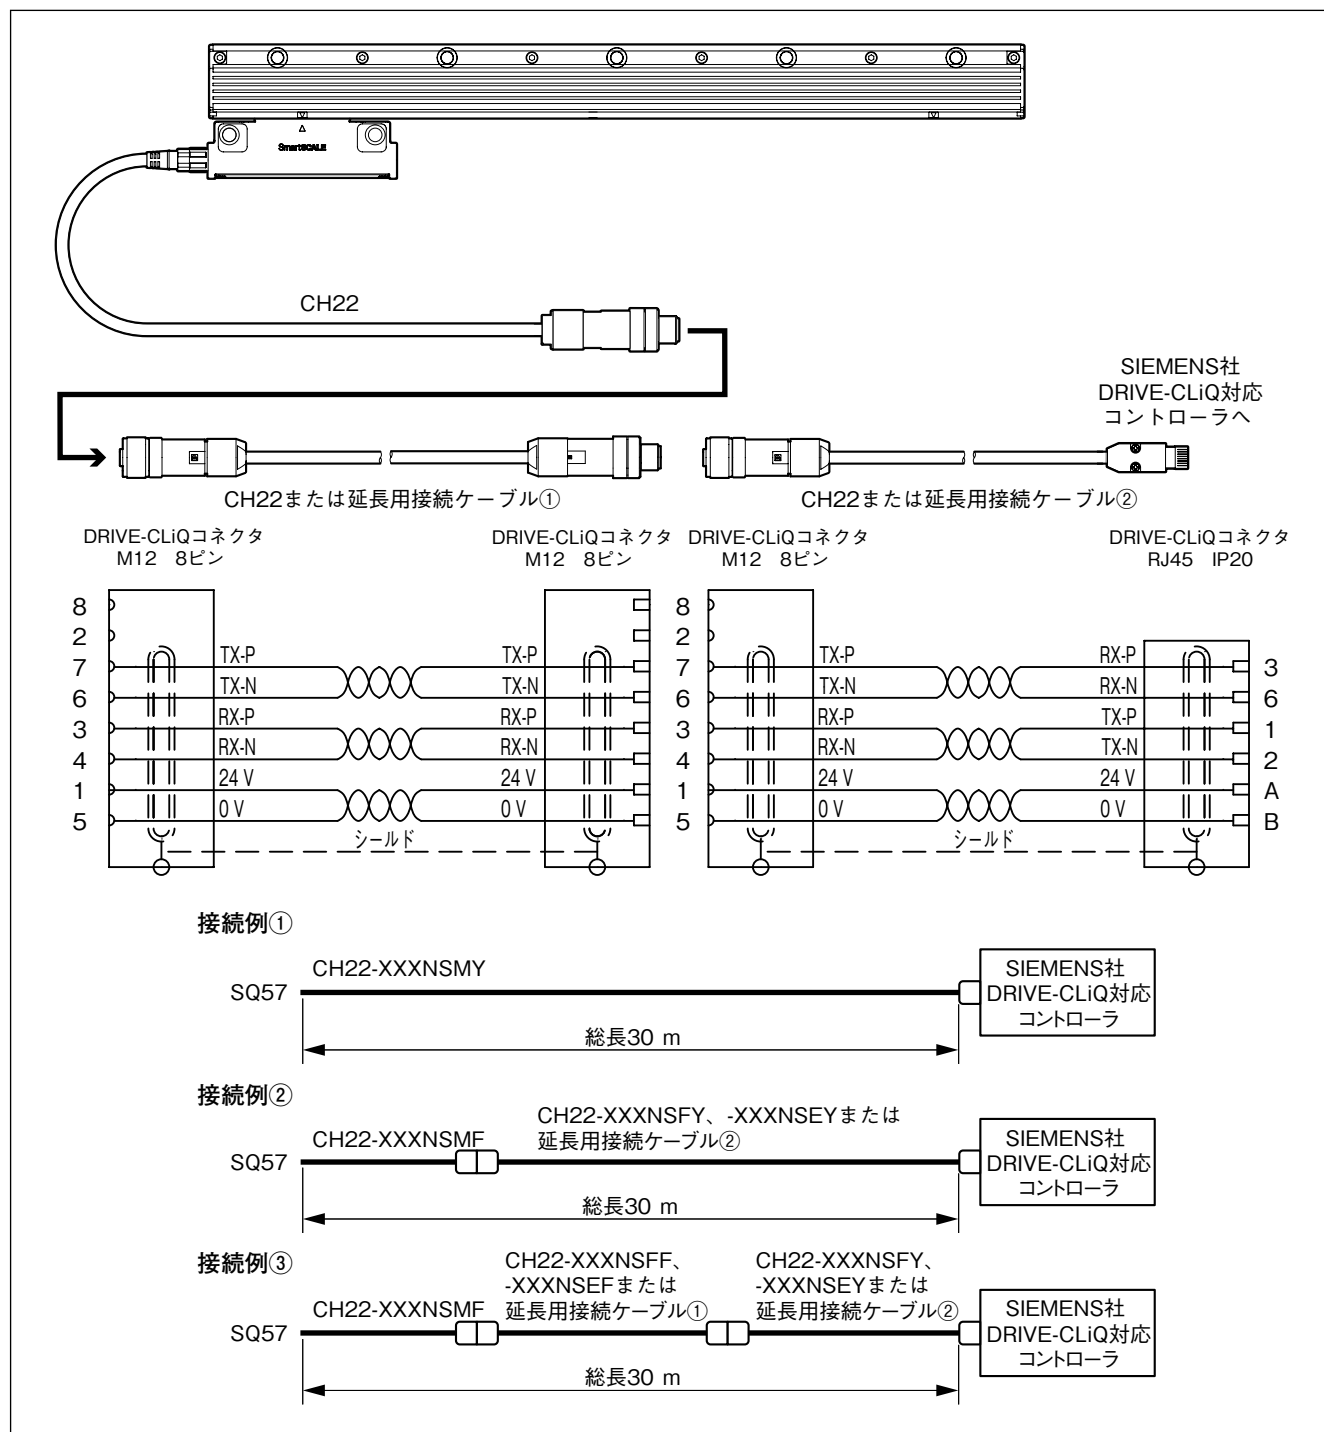 SmartSCALE
CH22
SIEMENS社
DRIVE-CLiQ対応
コントローラへ
CH22または延長用接続ケーブル①
CH22または延長用接続ケーブル②
DRIVE-CLiQコネクタ
M12 8ピン
DRIVE-CLiQコネクタ
M12 8ピン
DRIVE-CLiQコネクタ
M12 8ピン
DRIVE-CLiQコネクタ
RJ45 IP20
8
2
7 TX-P TX-P
6 TX-N TX-N
3 RX-P RX-P
4 RX-N RX-N
1 24 V 24 V
5 0 V 0 V
シールド
8
2
7 TX-P RX-P 3
6 TX-N RX-N 6
3 RX-P TX-P 1
4 RX-N TX-N 2
1 24 V 24 V A
5 0 V 0 V B
シールド
接続例①
CH22-XXXNSMY
SQ57
総長30 m
SIEMENS社
DRIVE-CLiQ対応
コントローラ
接続例②
CH22-XXXNSMF
CH22-XXXNSFY、-XXXNSEYまたは
延長用接続ケーブル②
SQ57
総長30 m
SIEMENS社
DRIVE-CLiQ対応
コントローラ
接続例③
CH22-XXXNSMF
CH22-XXXNSFF、
-XXXNSEFまたは
延長用接続ケーブル①
CH22-XXXNSFY、
-XXXNSEYまたは
延長用接続ケーブル②
SQ57
総長30 m
SIEMENS社
DRIVE-CLiQ対応
コントローラ